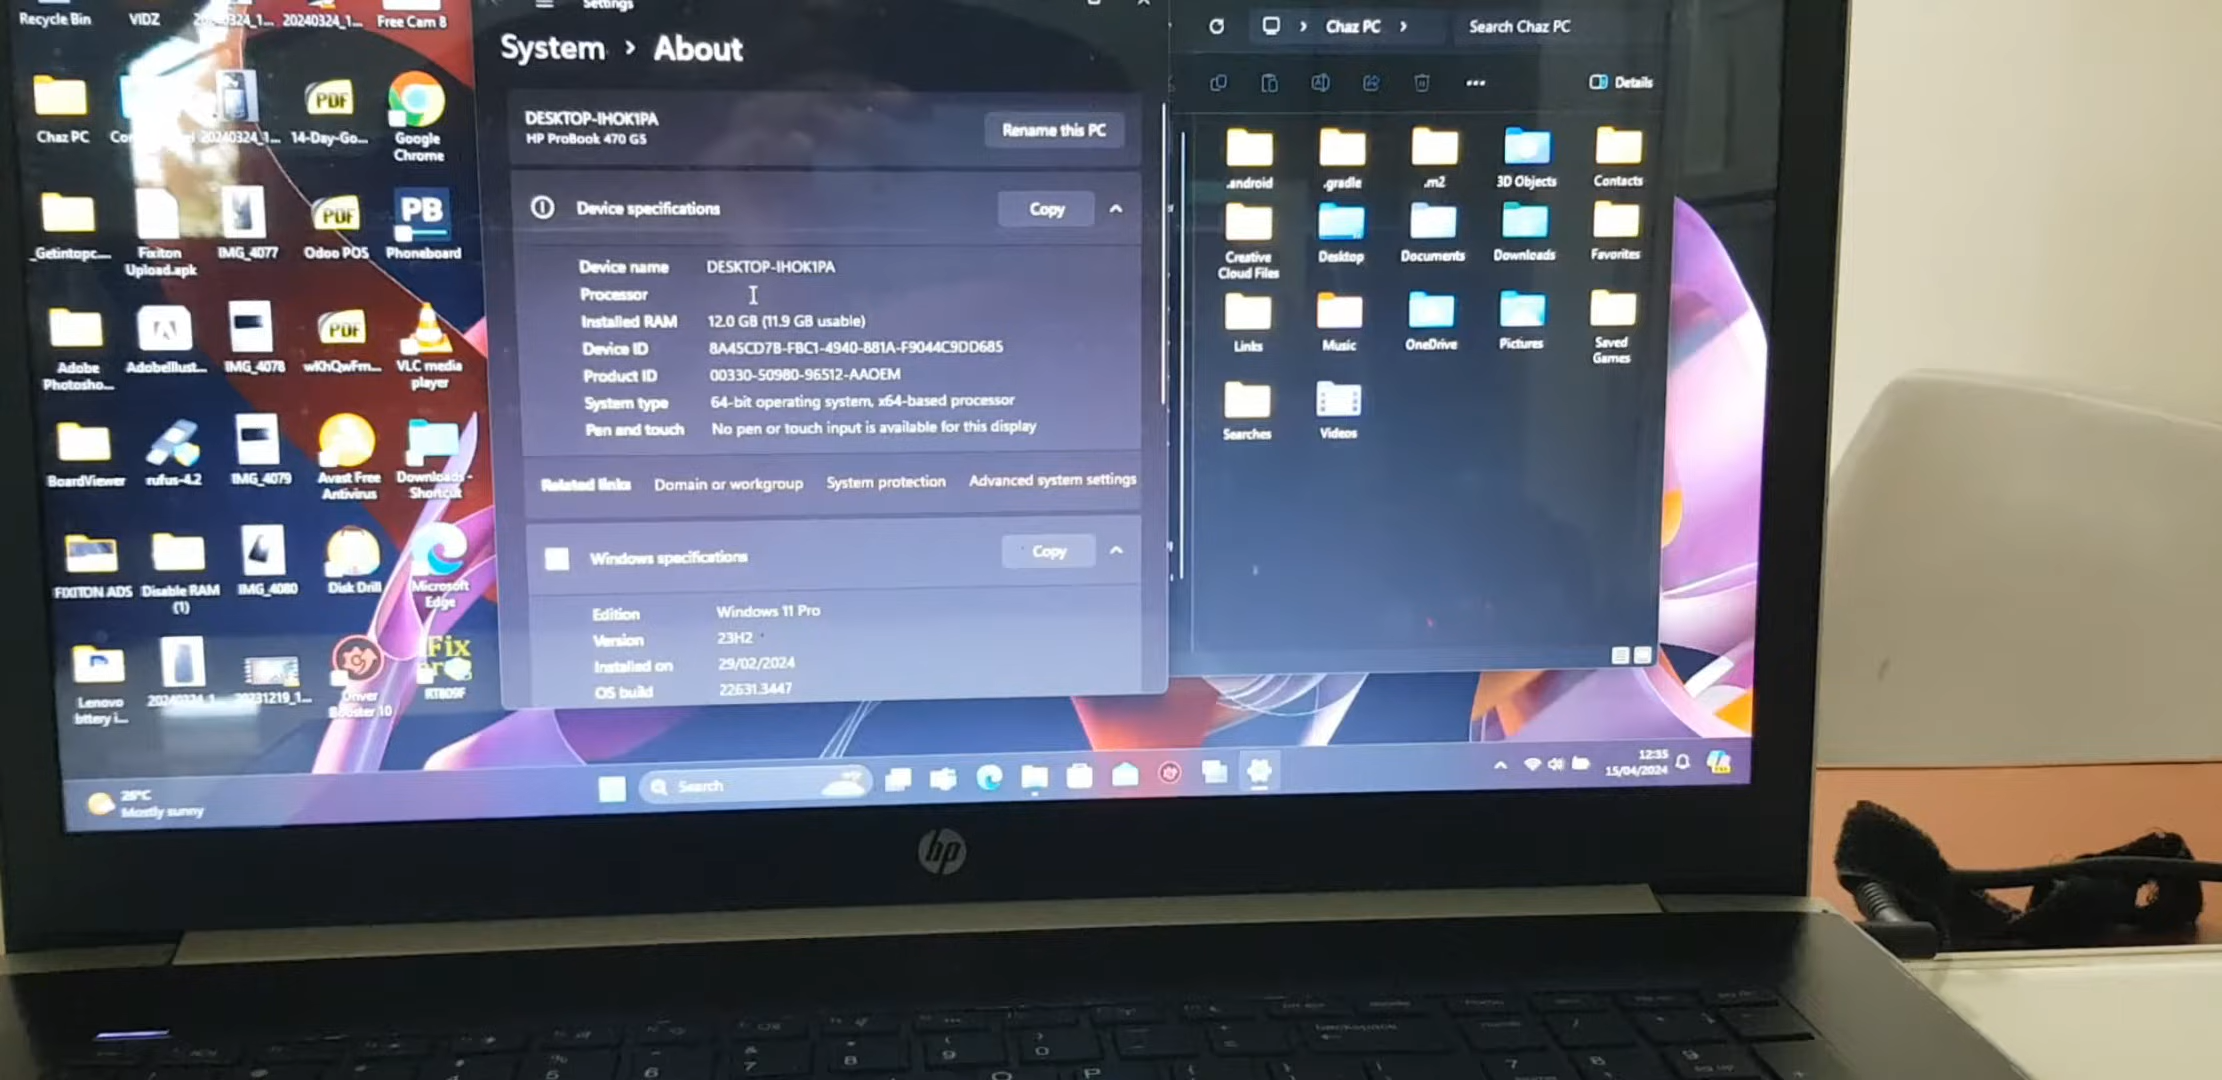 Settings
System > About
DESKTOP-IHOK1PA
HP ProBook 470 G5
Rename this PC
Device specifications
Copy
Device name DESKTOP-IHOK1PA
Processor
Installed RAM 12.0 GB (11.9 GB usable)
Device ID 8A45CD7B-FBC1-4940-881A-F9044C9DD685
Product ID 00330-50980-96512-AAOEM
System type 64-bit operating system, x64-based processor
Pen and touch No pen or touch input is available for this display
Related links Domain or workgroup System protection Advanced system settings
Windows specifications
Copy
Edition Windows 11 Pro
Version 23H2
Installed on 29/02/2024
OS build 22631.3447
Recycle Bin
VIDZ
20240324_1...
Free Cam 8
Chaz PC
20240324_1...
14-Day-Go...
Google
Chrome
_Getintopc....
Fixiton
Upload.apk
IMG_4077
Odoo POS
PB
Phoneboard
Adobe
Photosho...
AdobeIllust...
IMG_4078
PDF
wKhQwFm...
VLC media
player
BoardViewer
rufus-4.2
IMG_4079
Avast Free
Antivirus
Downloads -
Shortcut
FIXITON ADS
Disable RAM
(1)
IMG_4080
Disk Drill
Microsoft
Edge
Lenovo
bttery i...
20231219_1...
Driver
Booster 10
Fix
RT809F
PDF
PDF
Chaz PC >
Search Chaz PC
Details
.android
.gradle
.m2
3D Objects
Contacts
Creative
Cloud Files
Desktop
Documents
Downloads
Favorites
Links
Music
OneDrive
Pictures
Saved
Games
Searches
Videos
Mostly sunny
Search
12:35
15/04/2024
hp
backspace